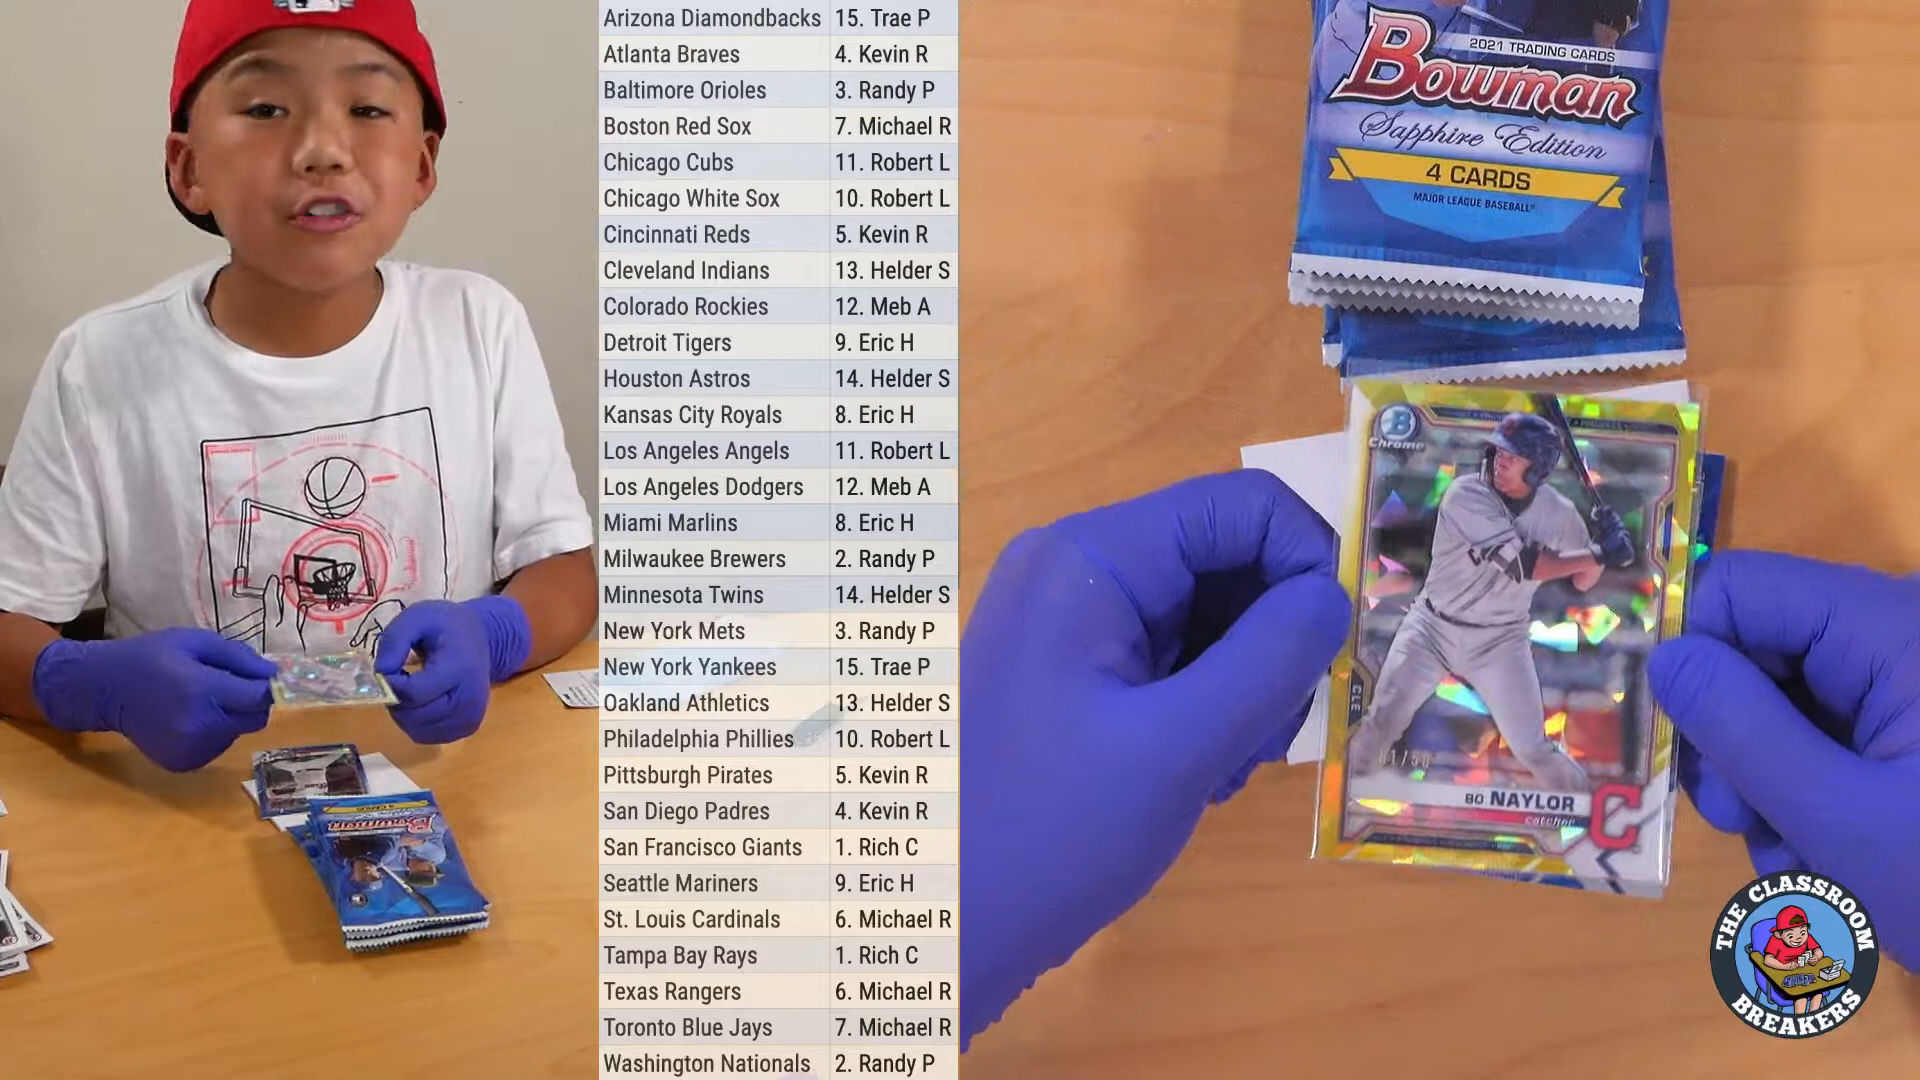 Arizona Diamondbacks 15. Trae P
Atlanta Braves 4. Kevin R
Baltimore Orioles 3. Randy P
Boston Red Sox 7. Michael R
Chicago Cubs 11. Robert L
Chicago White Sox 10. Robert L
Cincinnati Reds 5. Kevin R
Cleveland Indians 13. Helder S
Colorado Rockies 12. Meb A
Detroit Tigers 9. Eric H
Houston Astros 14. Helder S
Kansas City Royals 8. Eric H
Los Angeles Angels 11. Robert L
Los Angeles Dodgers 12. Meb A
Miami Marlins 8. Eric H
Milwaukee Brewers 2. Randy P
Minnesota Twins 14. Helder S
New York Mets 3. Randy P
New York Yankees 15. Trae P
Oakland Athletics 13. Helder S
Philadelphia Phillies 10. Robert L
Pittsburgh Pirates 5. Kevin R
San Diego Padres 4. Kevin R
San Francisco Giants 1. Rich C
Seattle Mariners 9. Eric H
St. Louis Cardinals 6. Michael R
Tampa Bay Rays 1. Rich C
Texas Rangers 6. Michael R
Toronto Blue Jays 7. Michael R
Washington Nationals 2. Randy P
2021 TRADING CARDS
Bowman
Sapphire Edition
4 CARDS
MAJOR LEAGUE BASEBALL
B
Chrome
CLE
BO NAYLOR
catcher
C
THE CLASSROOM
BREAKERS